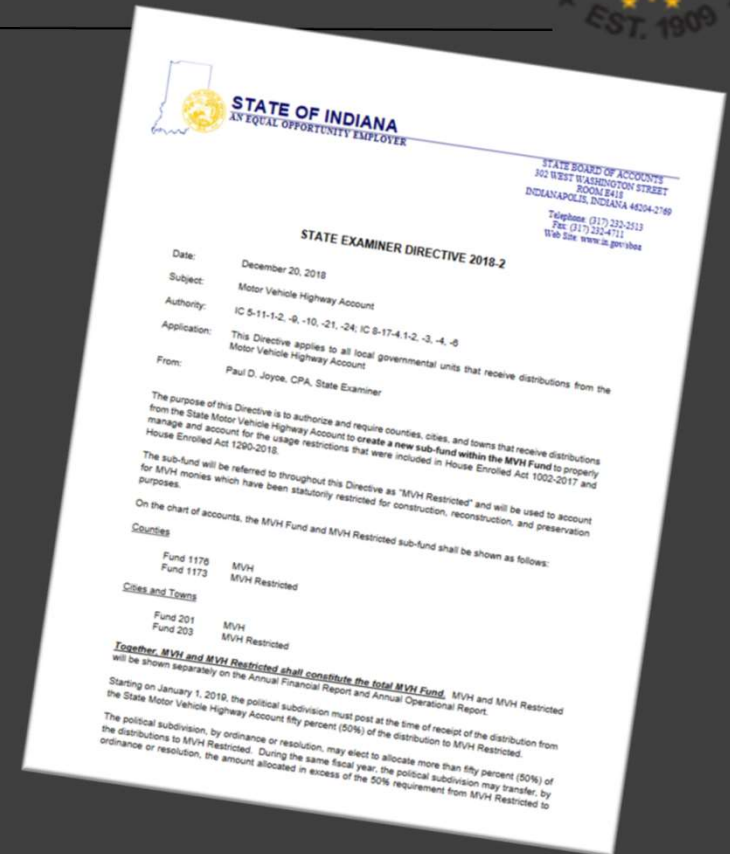 EST. 1909
STATE OF INDIANA
AN EQUAL OPPORTUNITY EMPLOYER
STATE BOARD OF ACCOUNTS
302 WEST WASHINGTON STREET
ROOM E418
INDIANAPOLIS, INDIANA 46204-2769
Telephone: (317) 232-2513
Fax: (317) 232-4711
Web Site: www.in.gov/sboa
STATE EXAMINER DIRECTIVE 2018-2
Date: December 20, 2018
Subject: Motor Vehicle Highway Account
Authority: IC 5-11-1-2, -9, -10, -21, -24; IC 8-17-4.1-2, -3, -4, -6
Application: This Directive applies to all local governmental units that receive distributions from the
Motor Vehicle Highway Account
From: Paul D. Joyce, CPA, State Examiner
The purpose of this Directive is to authorize and require counties, cities, and towns that receive distributions
from the State Motor Vehicle Highway Account to create a new sub-fund within the MVH Fund to properly
manage and account for the usage restrictions that were included in House Enrolled Act 1002-2017 and
House Enrolled Act 1290-2018.
The sub-fund will be referred to throughout this Directive as "MVH Restricted" and will be used to account
for MVH monies which have been statutorily restricted for construction, reconstruction, and preservation
purposes.
On the chart of accounts, the MVH Fund and MVH Restricted sub-fund shall be shown as follows:
Counties
Fund 1176 MVH
Fund 1173 MVH Restricted
Cities and Towns
Fund 201 MVH
Fund 203 MVH Restricted
Together, MVH and MVH Restricted shall constitute the total MVH Fund. MVH and MVH Restricted
will be shown separately on the Annual Financial Report and Annual Operational Report.
Starting on January 1, 2019, the political subdivision must post at the time of receipt of the distribution from
the State Motor Vehicle Highway Account fifty percent (50%) of the distribution to MVH Restricted.
The political subdivision, by ordinance or resolution, may elect to allocate more than fifty percent (50%) of
the distributions to MVH Restricted. During the same fiscal year, the political subdivision may transfer, by
ordinance or resolution, the amount allocated in excess of the 50% requirement from MVH Restricted to